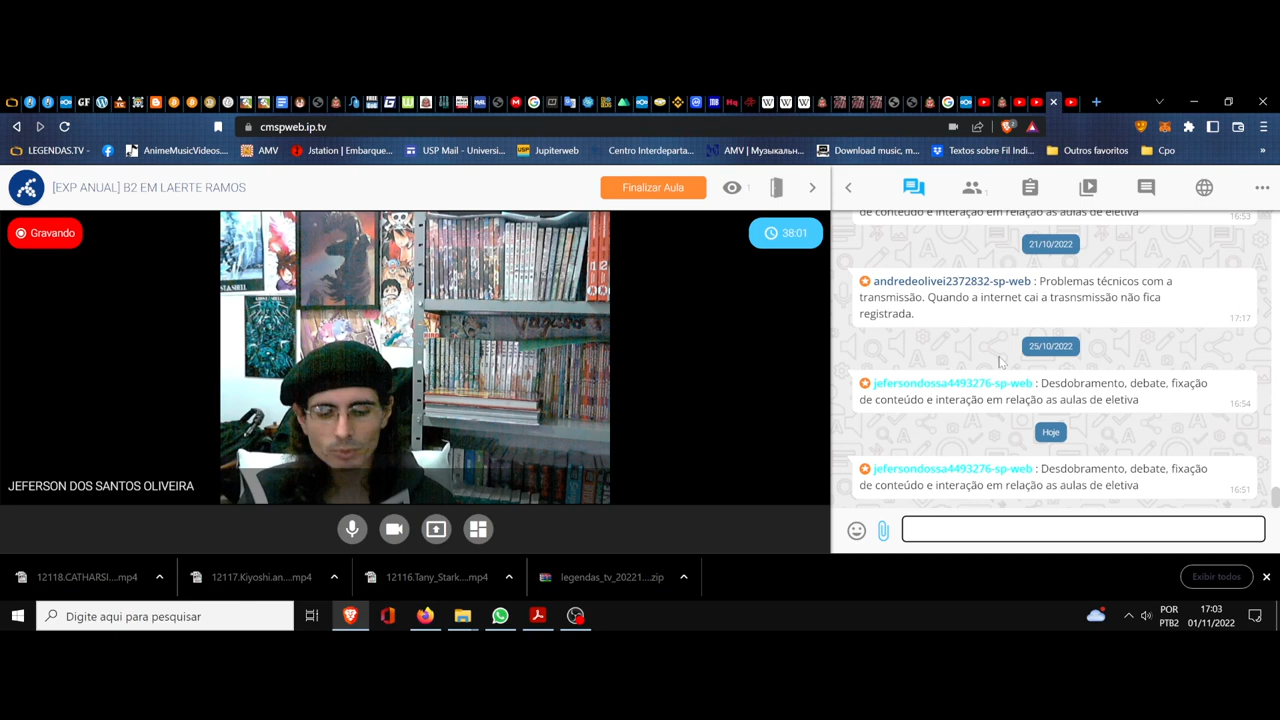 cmspweb.ip.tv
2
LEGENDAS.TV
AnimeMusicVideos...
AMV
Jstation | Embarque...
USP Mail - Universi...
Jupiterweb
Centro Interdeparta...
AMV | Музыкальн...
Download music, m...
Textos sobre Fil Indi...
Outros favoritos
Cpo
»
[EXP ANUAL] B2 EM LAERTE RAMOS
Finalizar Aula
1
1
Gravando
38:01
de conteúdo e interação em relação as aulas de eletiva
16:53
21/10/2022
andredeolivei2372832-sp-web : Problemas técnicos com a
transmissão. Quando a internet cai a trasnsmissão não fica
registrada.
17:17
25/10/2022
jefersondossa4493276-sp-web : Desdobramento, debate, fixação
de conteúdo e interação em relação as aulas de eletiva
16:54
Hoje
jefersondossa4493276-sp-web : Desdobramento, debate, fixação
de conteúdo e interação em relação as aulas de eletiva
16:51
JEFERSON DOS SANTOS OLIVEIRA
12118.CATHARSI....mp4
12117.Kiyoshi.an....mp4
12116.Tany_Stark....mp4
legendas_tv_20221....zip
Exibir todos
Digite aqui para pesquisar
POR
PTB2
17:03
01/11/2022